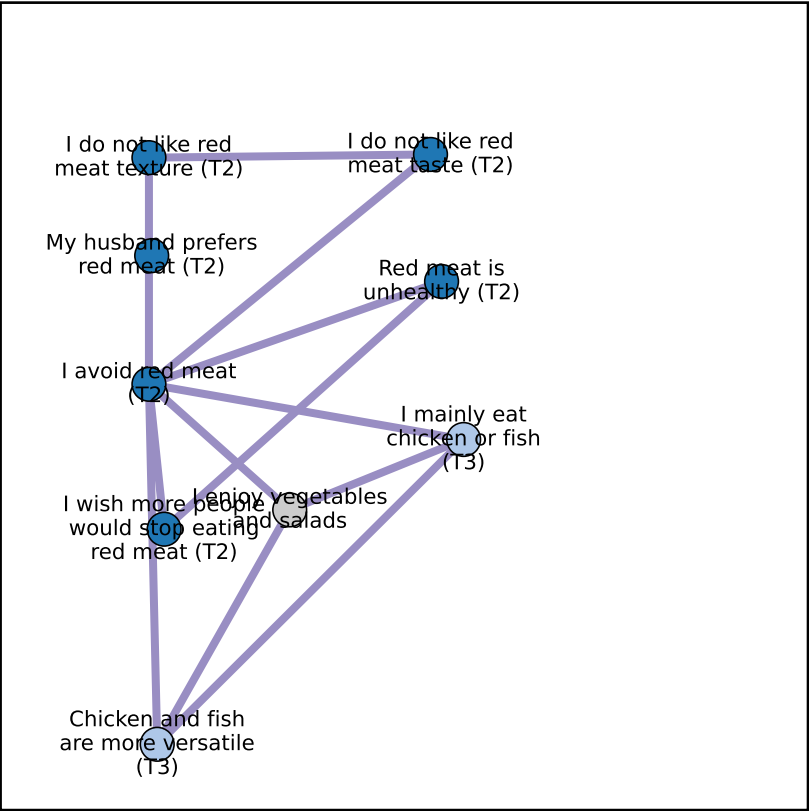 I do not like red
meat texture (T2)
I do not like red
meat taste (T2)
My husband prefers
red meat (T2)
Red meat is
unhealthy (T2)
I avoid red meat
(T2)
I mainly eat
chicken or fish
(T3)
I wish more people
would stop eating
red meat (T2)
I enjoy vegetables
and salads
Chicken and fish
are more versatile
(T3)